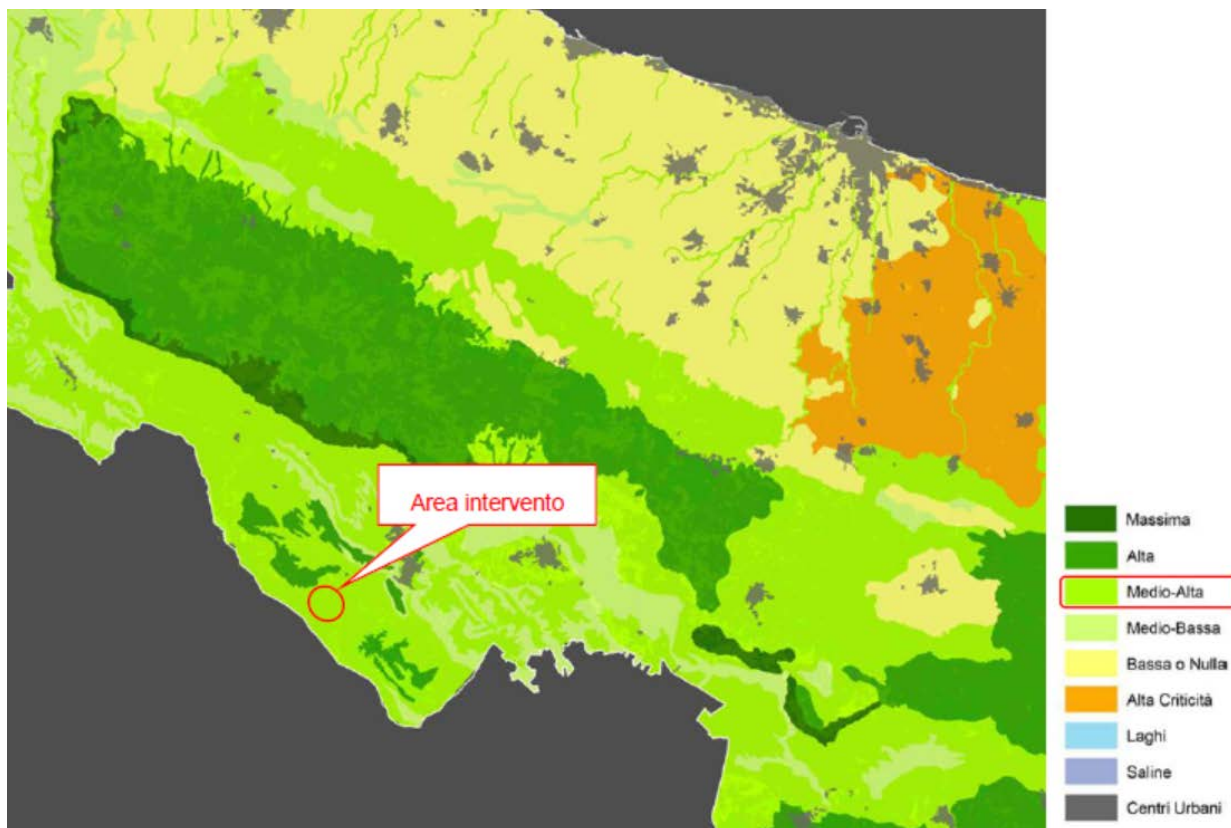 Area intervento
Massima
Alta
Medio-Alta
Medio-Bassa
Bassa o Nulla
Alta Criticità
Laghi
Saline
Centri Urbani